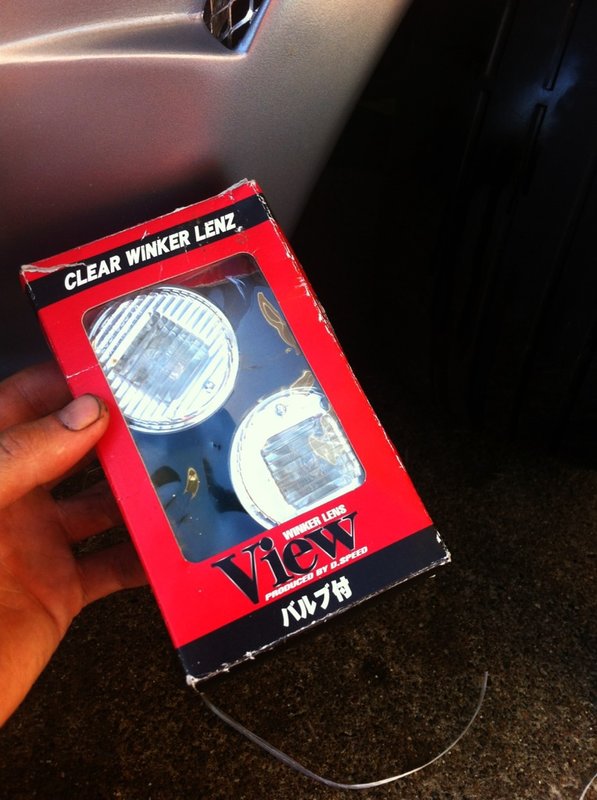 CLEAR WINKER LENZ
WINKER LENS
View
PRODUCED BY D.SPEED
バルブ付